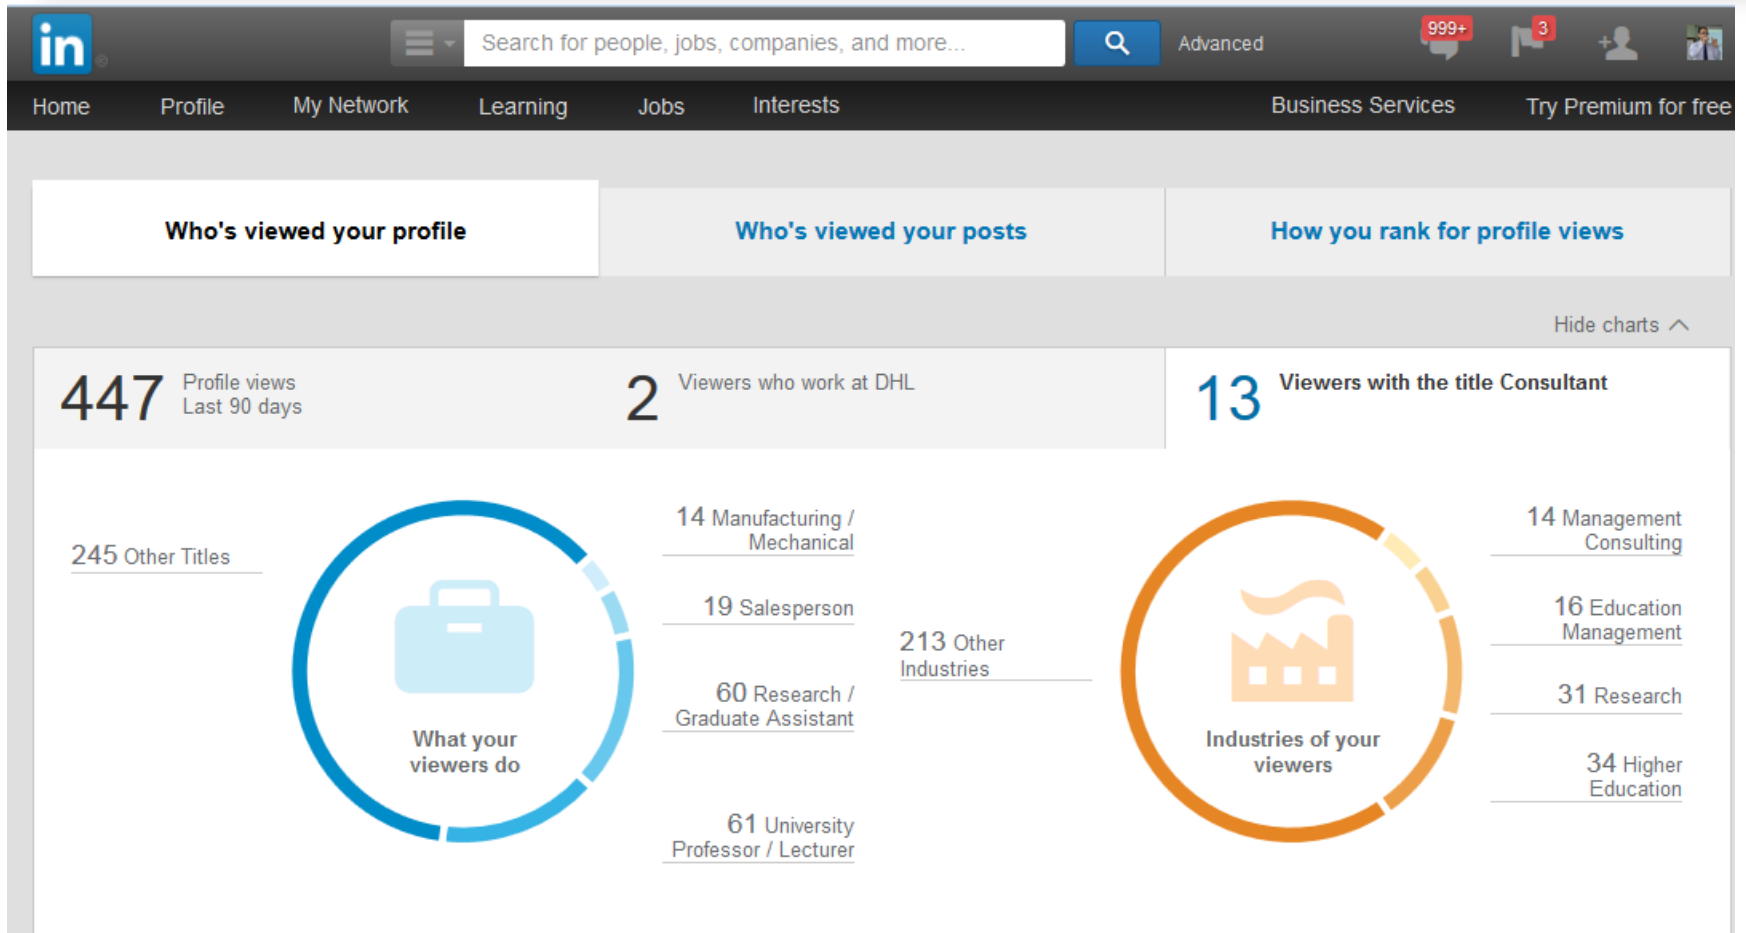 in
Search for people, jobs, companies, and more...
Advanced
999+
3
Home
Profile
My Network
Learning
Jobs
Interests
Business Services
Try Premium for free
Who's viewed your profile
Who's viewed your posts
How you rank for profile views
Hide charts
447
Profile views
Last 90 days
2
Viewers who work at DHL
13
Viewers with the title Consultant
245 Other Titles
What your
viewers do
14 Manufacturing /
Mechanical
19 Salesperson
60 Research /
Graduate Assistant
61 University
Professor / Lecturer
213 Other
Industries
Industries of your
viewers
14 Management
Consulting
16 Education
Management
31 Research
34 Higher
Education